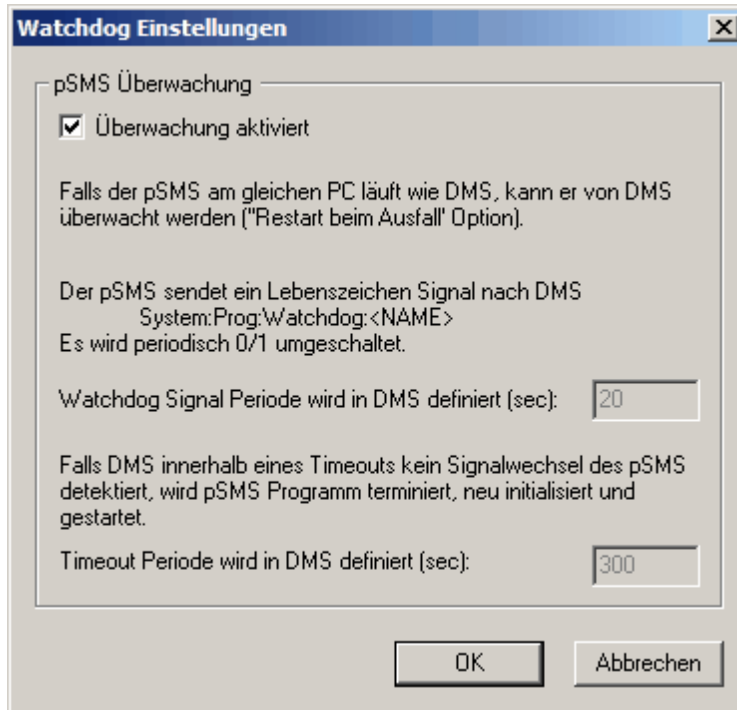 Watchdog Einstellungen
pSMS Überwachung
Überwachung aktiviert
Falls der pSMS am gleichen PC läuft wie DMS, kann er von DMS
überwacht werden ("Restart beim Ausfall' Option).
Der pSMS sendet ein Lebenszeichen Signal nach DMS
System:Prog:Watchdog:<NAME>
Es wird periodisch 0/1 umgeschaltet.
Watchdog Signal Periode wird in DMS definiert (sec): 20
Falls DMS innerhalb eines Timeouts kein Signalwechsel des pSMS
detektiert, wird pSMS Programm terminiert, neu initialisiert und
gestartet.
Timeout Periode wird in DMS definiert (sec): 300
OK Abbrechen